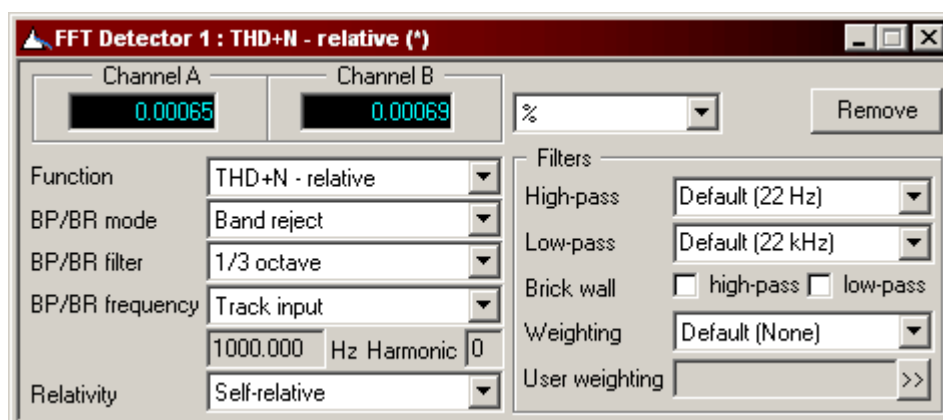 FFT Detector 1 : THD+N - relative (*)
Channel A Channel B
0.00065 0.00069 % Remove
Filters
Function THD+N - relative
High-pass Default (22 Hz)
BP/BR mode Band reject
Low-pass Default (22 kHz)
BP/BR filter 1/3 octave
Brick wall high-pass low-pass
BP/BR frequency Track input
Weighting Default (None)
1000.000 Hz Harmonic 0
User weighting >>
Relativity Self-relative